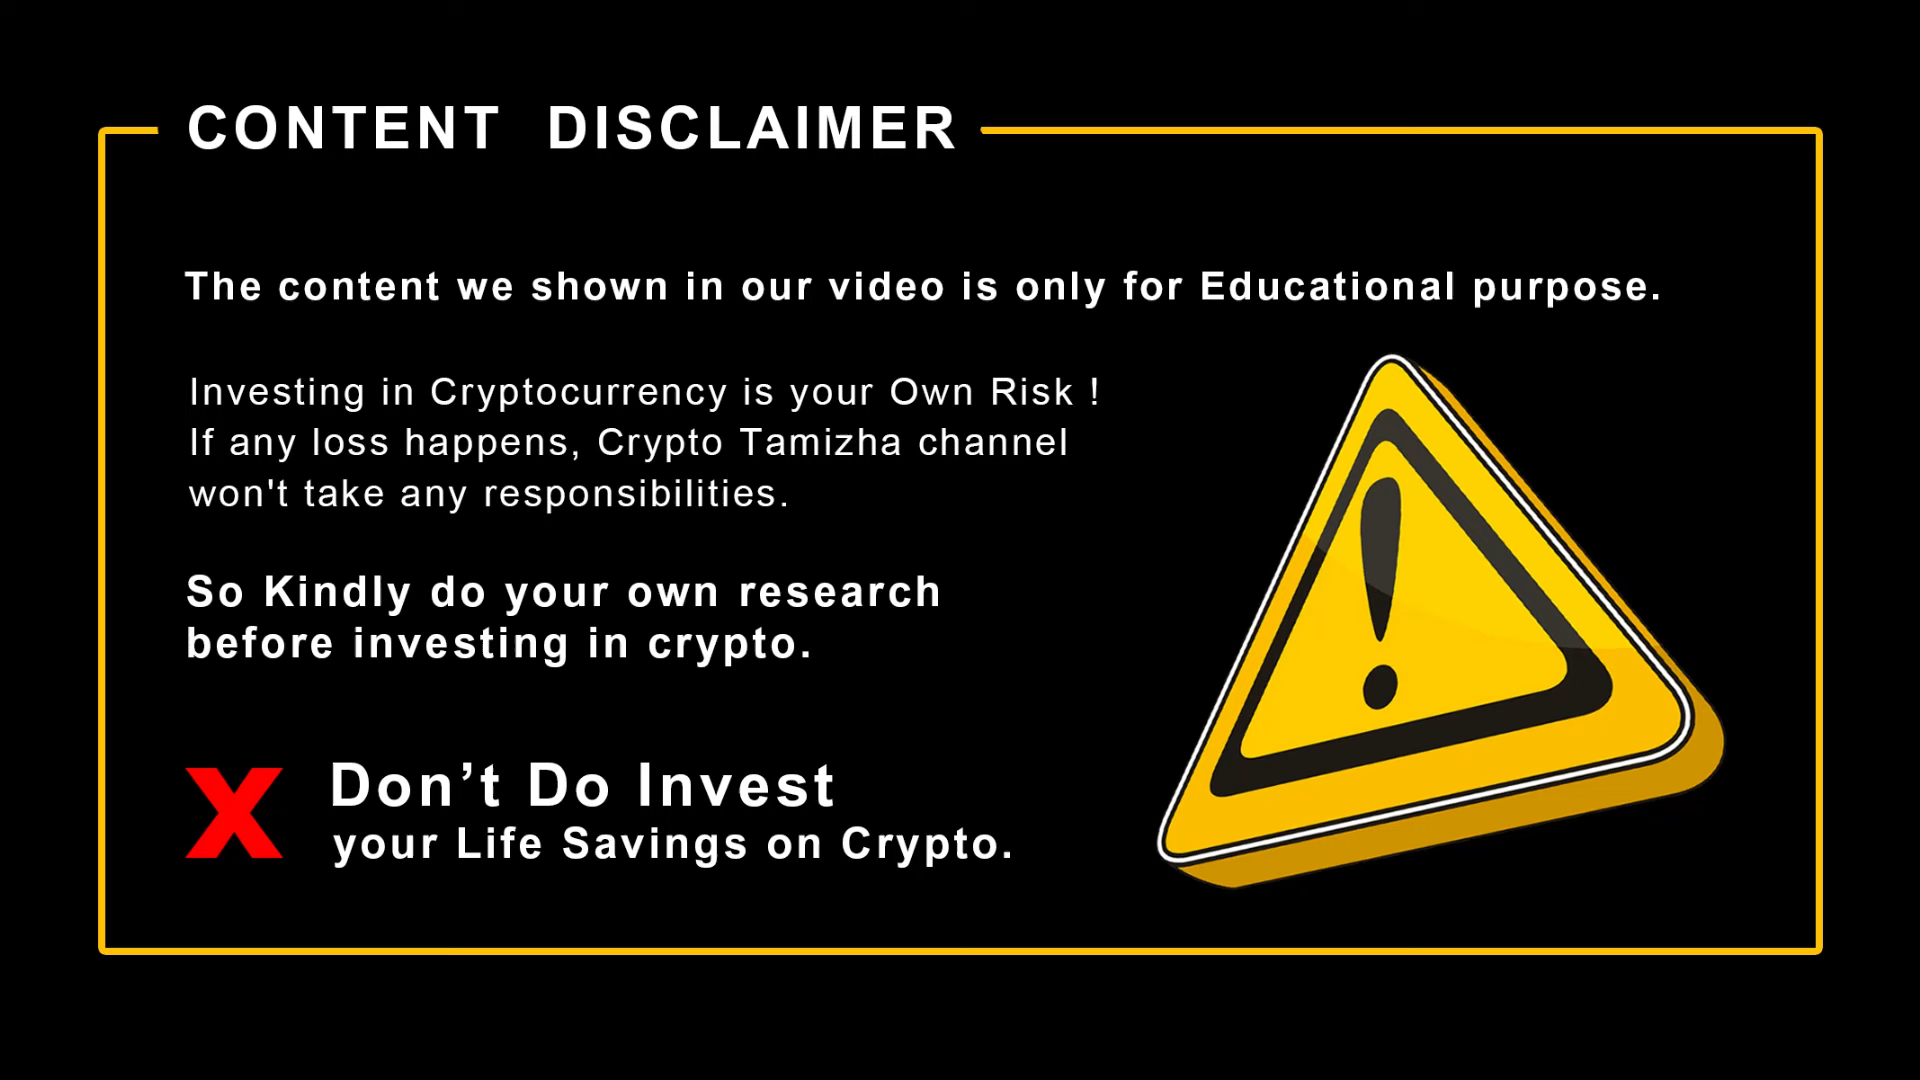 CONTENT DISCLAIMER
The content we shown in our video is only for Educational purpose.
Investing in Cryptocurrency is your Own Risk !
If any loss happens, Crypto Tamizha channel
won't take any responsibilities.
So Kindly do your own research
before investing in crypto.
X Don’t Do Invest
your Life Savings on Crypto.